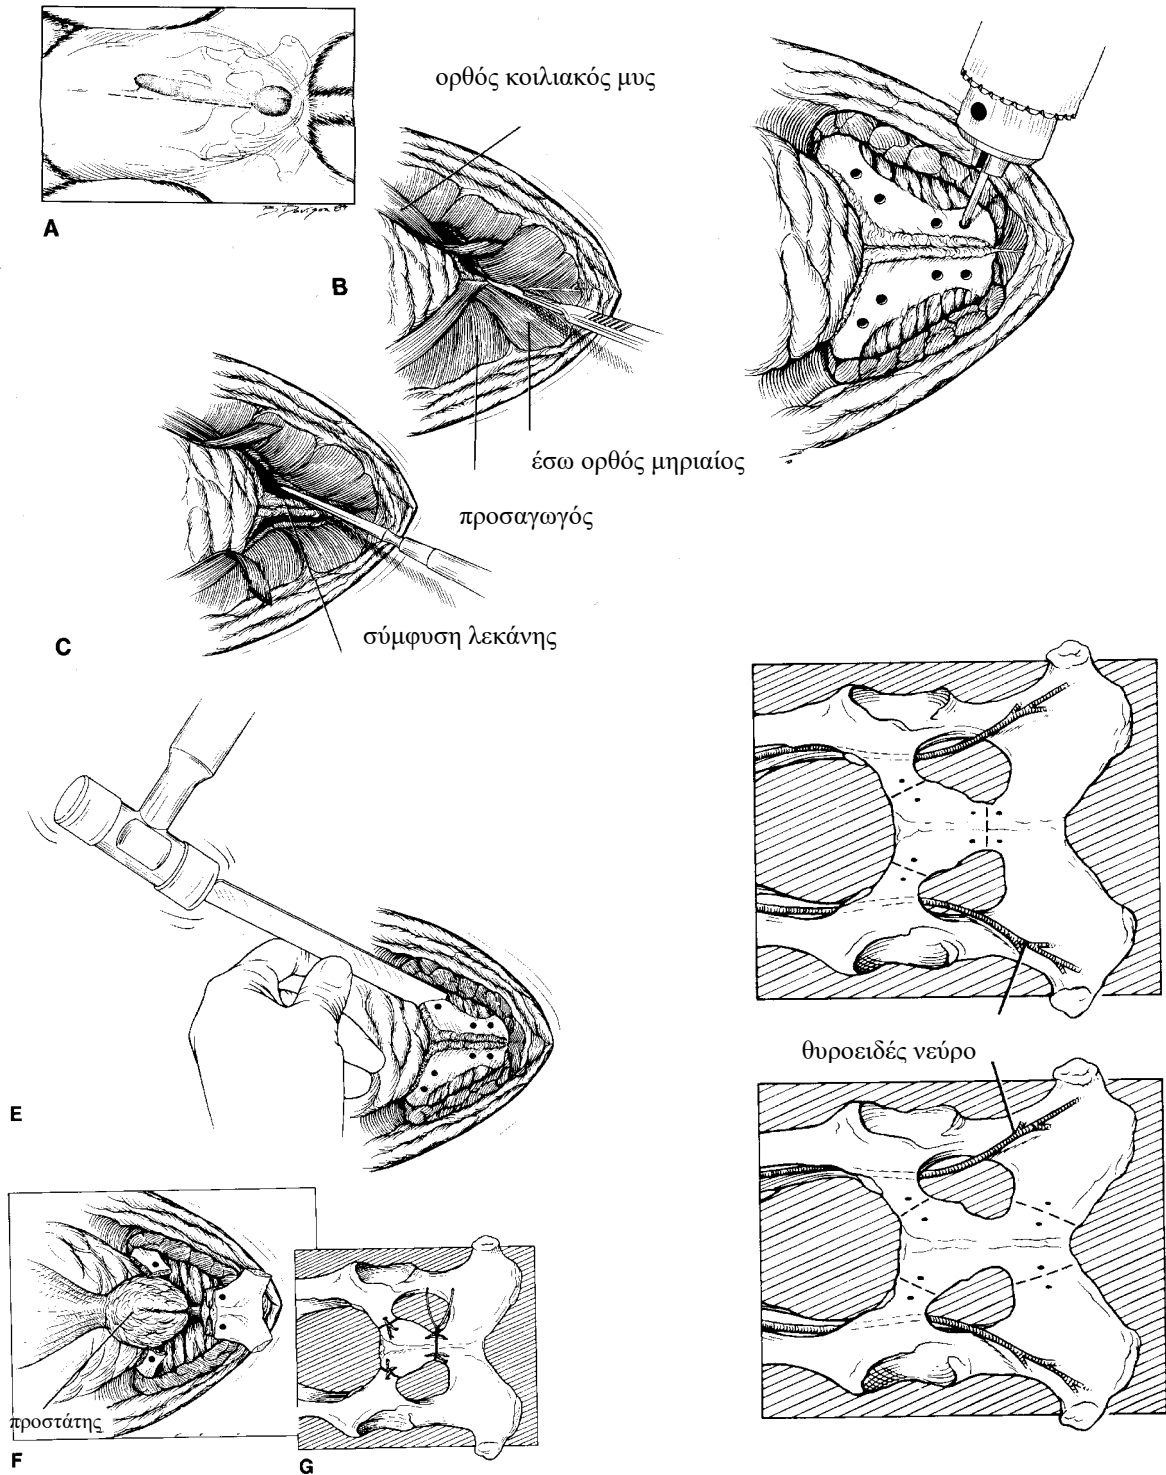 A
ορθός κοιλιακός μυς
B
έσω ορθός μηριαίος
προσαγωγός
σύμφυση λεκάνης
C
θυροειδές νεύρο
E
προστάτης
F
G